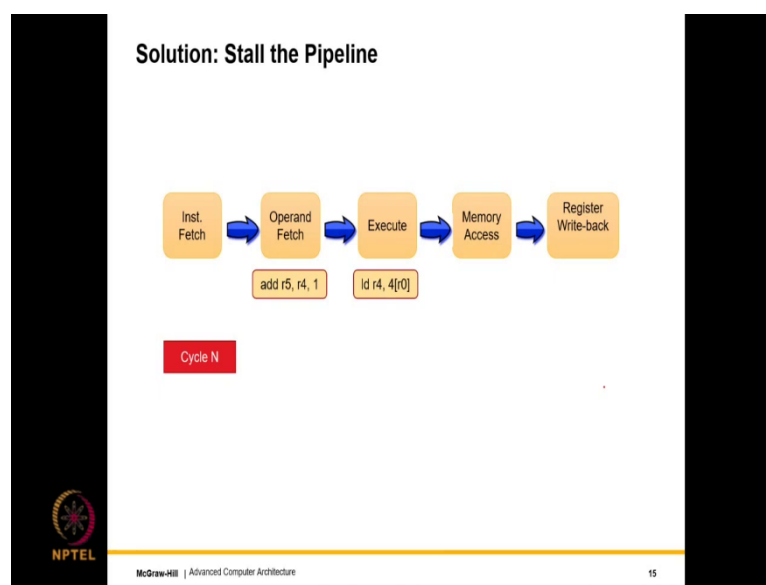 Solution: Stall the Pipeline
Inst.
Fetch
Operand
Fetch
Execute
Memory
Access
Register
Write-back
add r5, r4, 1
ld r4, 4[r0]
Cycle N
NPTEL
McGraw-Hill | Advanced Computer Architecture
15